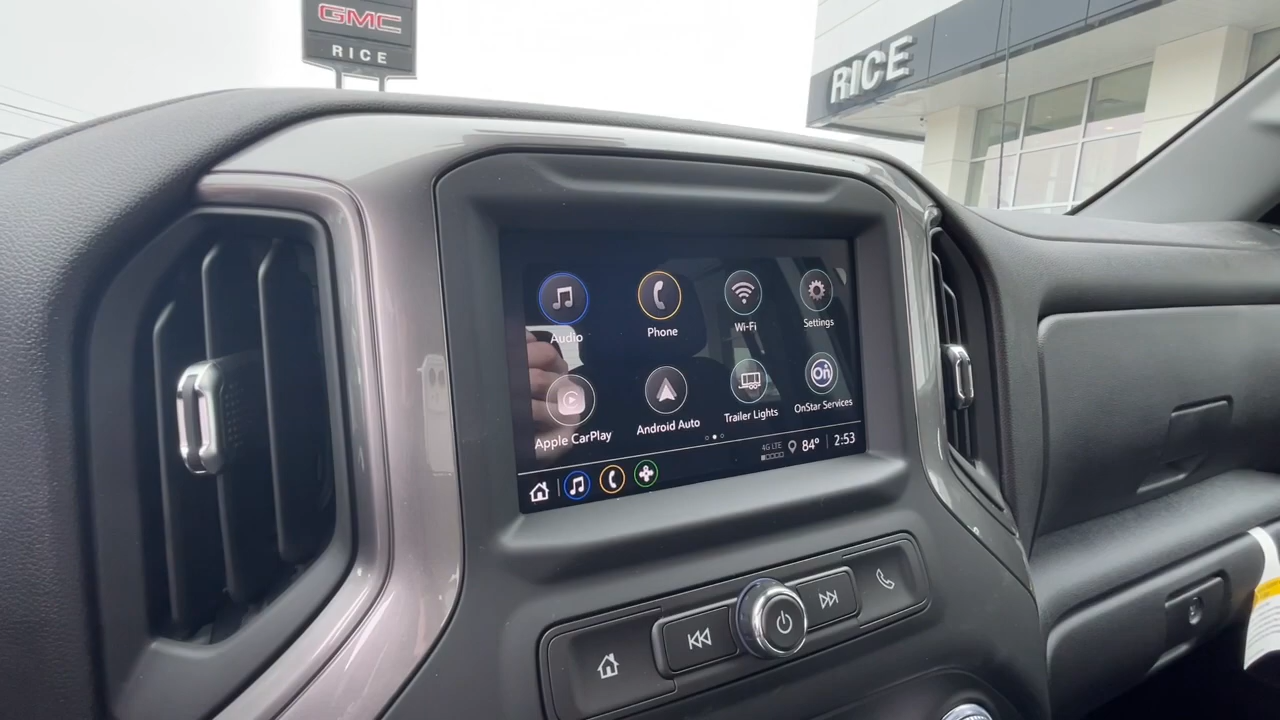 GMC
RICE
RICE
Audio
Phone
Wi-Fi
Settings
Apple CarPlay
Android Auto
Trailer Lights
On
OnStar Services
4G LTE
84°
2:53